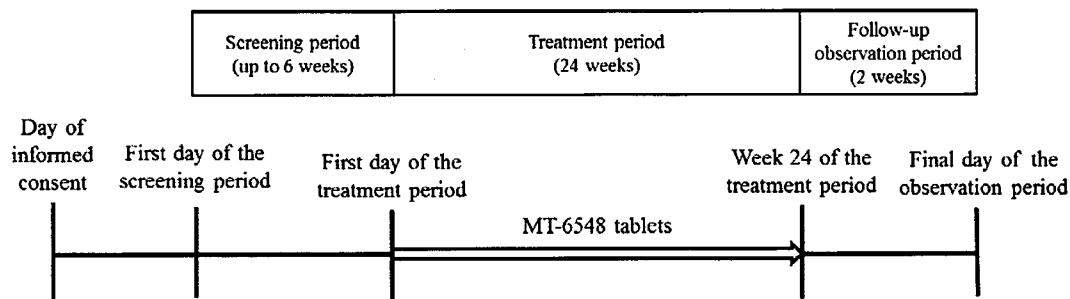 Screening period
(up to 6 weeks)
Treatment period
(24 weeks)
Follow-up
observation period
(2 weeks)
Day of
informed
consent
First day of the
screening period
First day of the
treatment period
MT-6548 tablets
Week 24 of the
treatment period
Final day of the
observation period